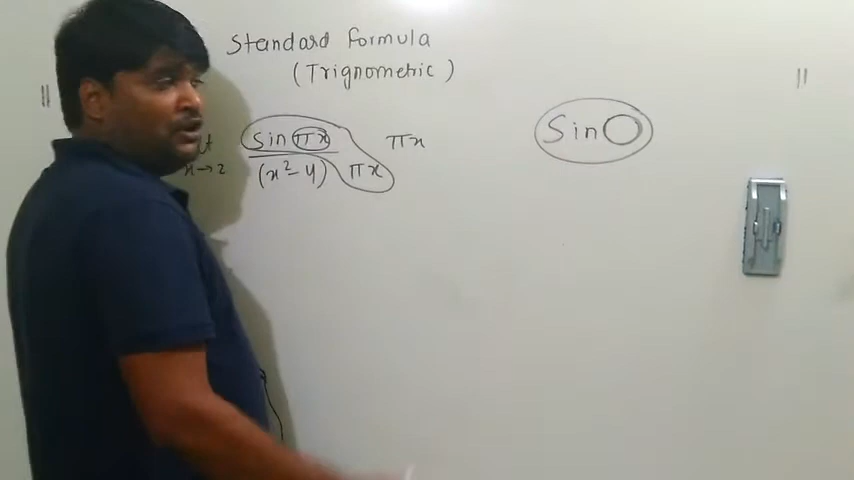 Standard Formula
(Trignometric)
lt sin πx πx
x→2 (x²-4) πx
Sin